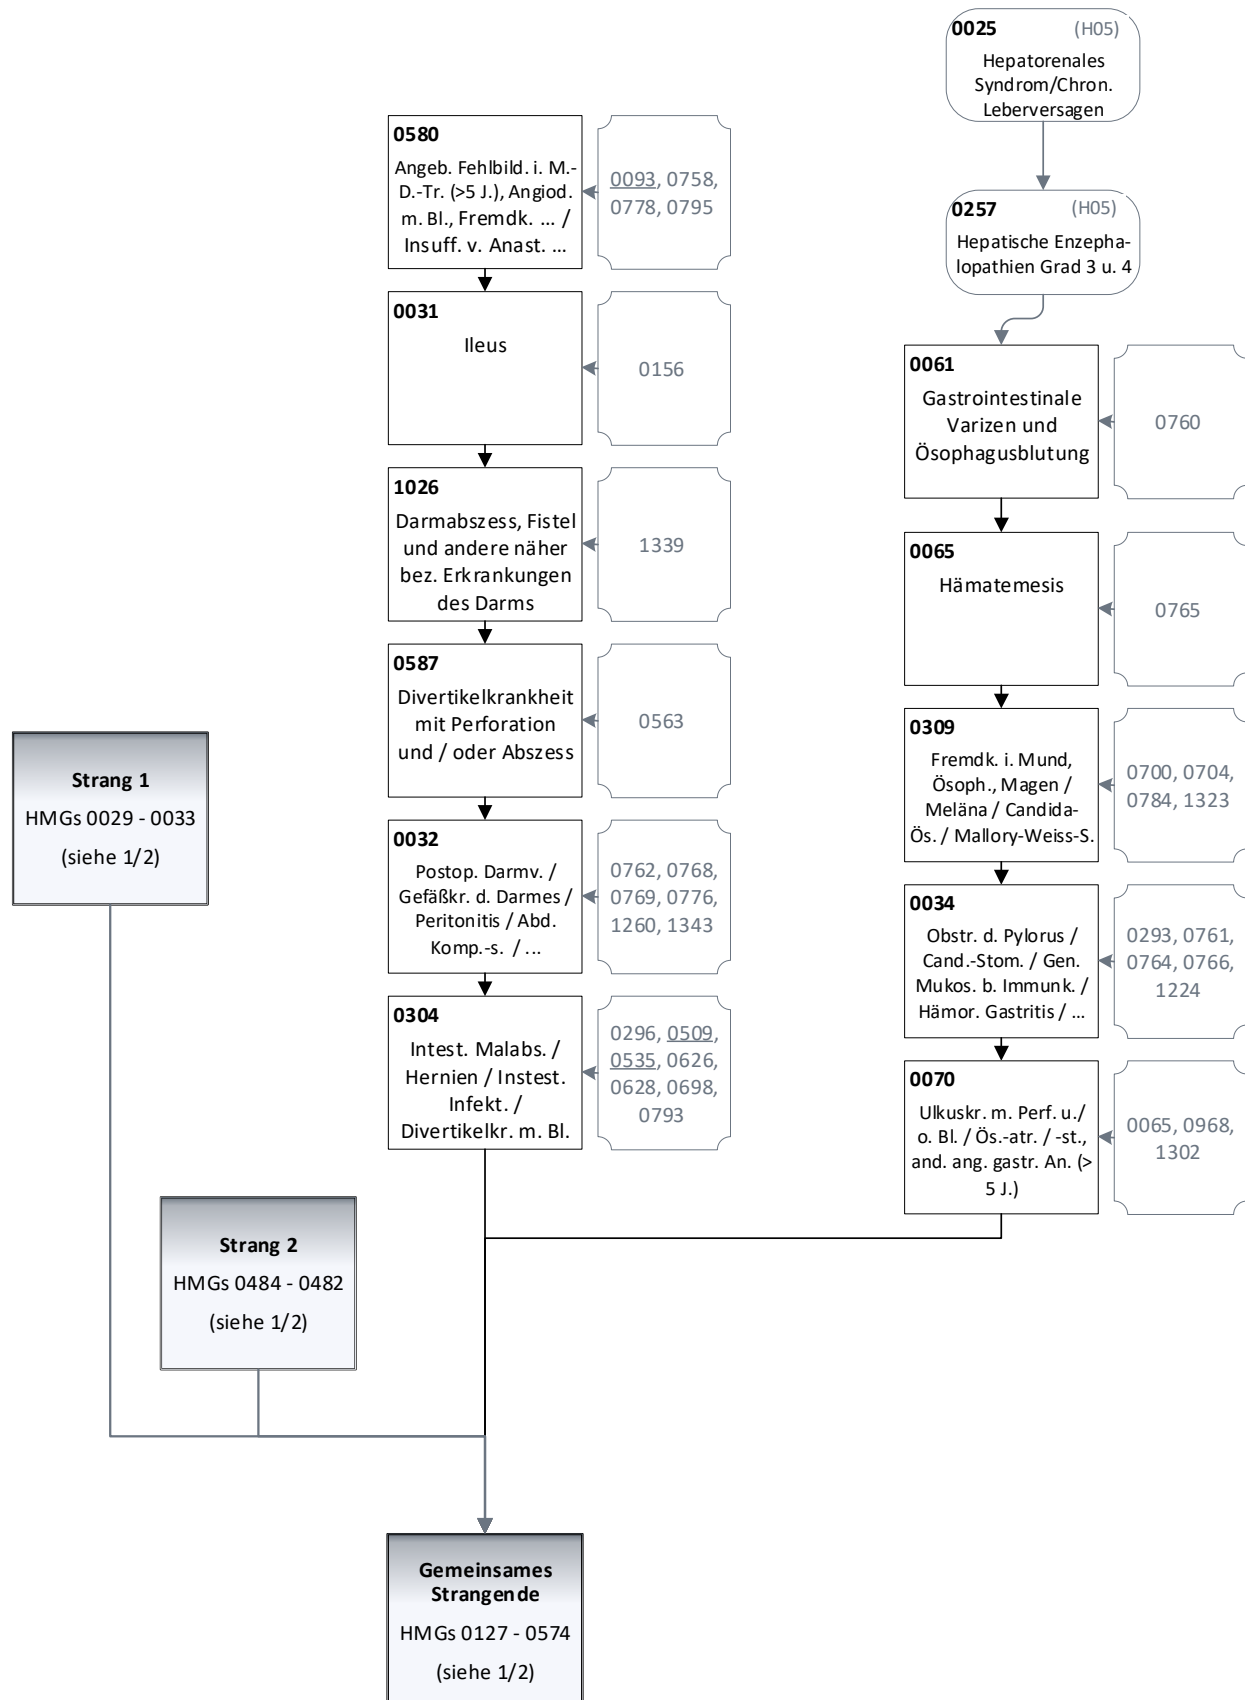 0025 (H05)
Hepatorenales
Syndrom/Chron.
Leberversagen
0257 (H05)
Hepatische Enzepha-
lopathien Grad 3 u. 4
0580
Angeb. Fehlbild. i. M.-
D.-Tr. (>5 J.), Angiod.
m. Bl., Fremdk. ... /
Insuff. v. Anast. ...
0093, 0758,
0778, 0795
0031
Ileus
0156
1026
Darmabszess, Fistel
und andere näher
bez. Erkrankungen
des Darms
1339
0587
Divertikelkrankheit
mit Perforation
und / oder Abszess
0563
0032
Postop. Darmv. /
Gefäßkr. d. Darmes /
Peritonitis / Abd.
Komp.-s. / ...
0762, 0768,
0769, 0776,
1260, 1343
0304
Intest. Malabs. /
Hernien / Instest.
Infekt. /
Divertikelkr. m. Bl.
0296, 0509,
0535, 0626,
0628, 0698,
0793
0061
Gastrointestinale
Varizen und
Ösophagusblutung
0760
0065
Hämatemesis
0765
0309
Fremdk. i. Mund,
Ösoph., Magen /
Meläna / Candida-
Ös. / Mallory-Weiss-S.
0700, 0704,
0784, 1323
0034
Obstr. d. Pylorus /
Cand.-Stom. / Gen.
Mukos. b. Immunk. /
Hämor. Gastritis / ...
0293, 0761,
0764, 0766,
1224
0070
Ulkuskr. m. Perf. u./
o. Bl. / Ös.-atr. / -st.,
and. ang. gastr. An. (>
5 J.)
0065, 0968,
1302
Strang 1
HMGs 0029 - 0033
(siehe 1/2)
Strang 2
HMGs 0484 - 0482
(siehe 1/2)
Gemeinsames
Strangende
HMGs 0127 - 0574
(siehe 1/2)